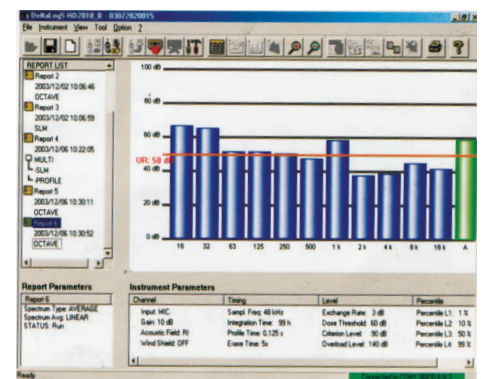 DeltaLog5 HD2010_B - 03072020015
File Instrument View Tool Option ?
REPORT LIST
Report 2
2003/12/02 10:06:46
OCTAVE
Report 3
2003/12/02 10:06:59
SLM
Report 4
2003/12/06 10:22:05
MULTI
-SLM
-PROFILE
Report 5
2003/12/06 10:30:11
OCTAVE
Report 6
2003/12/06 10:30:52
OCTAVE
100 dB
80 dB
60 dB
UR: 50 dB
40 dB
20 dB
0 dB
16 32 63 125 250 500 1 k 2 k 4 k 8 k 16 k A
Report Parameters
Report 6
Spectrum Type: AVERAGE
Spectrum Avg: LINEAR
STATUS: Run
Instrument Parameters
Channel Timing Level Percentile
Input: MIC Sampl. Freq: 48 kHz Exchange Rate: 3 dB Percentile L1: 1 %
Gain: 10 dB Integration Time: 99 h Dose Threshold: 60 dB Percentile L2: 10 %
Acoustic Field: RI Profile Time: 0,125 s Criterion Level: 90 dB Percentile L3: 50 %
Wind Shield: OFF Erase Time: 5s Overload Level: 140 dB Percentile L4: 99 %
Ready